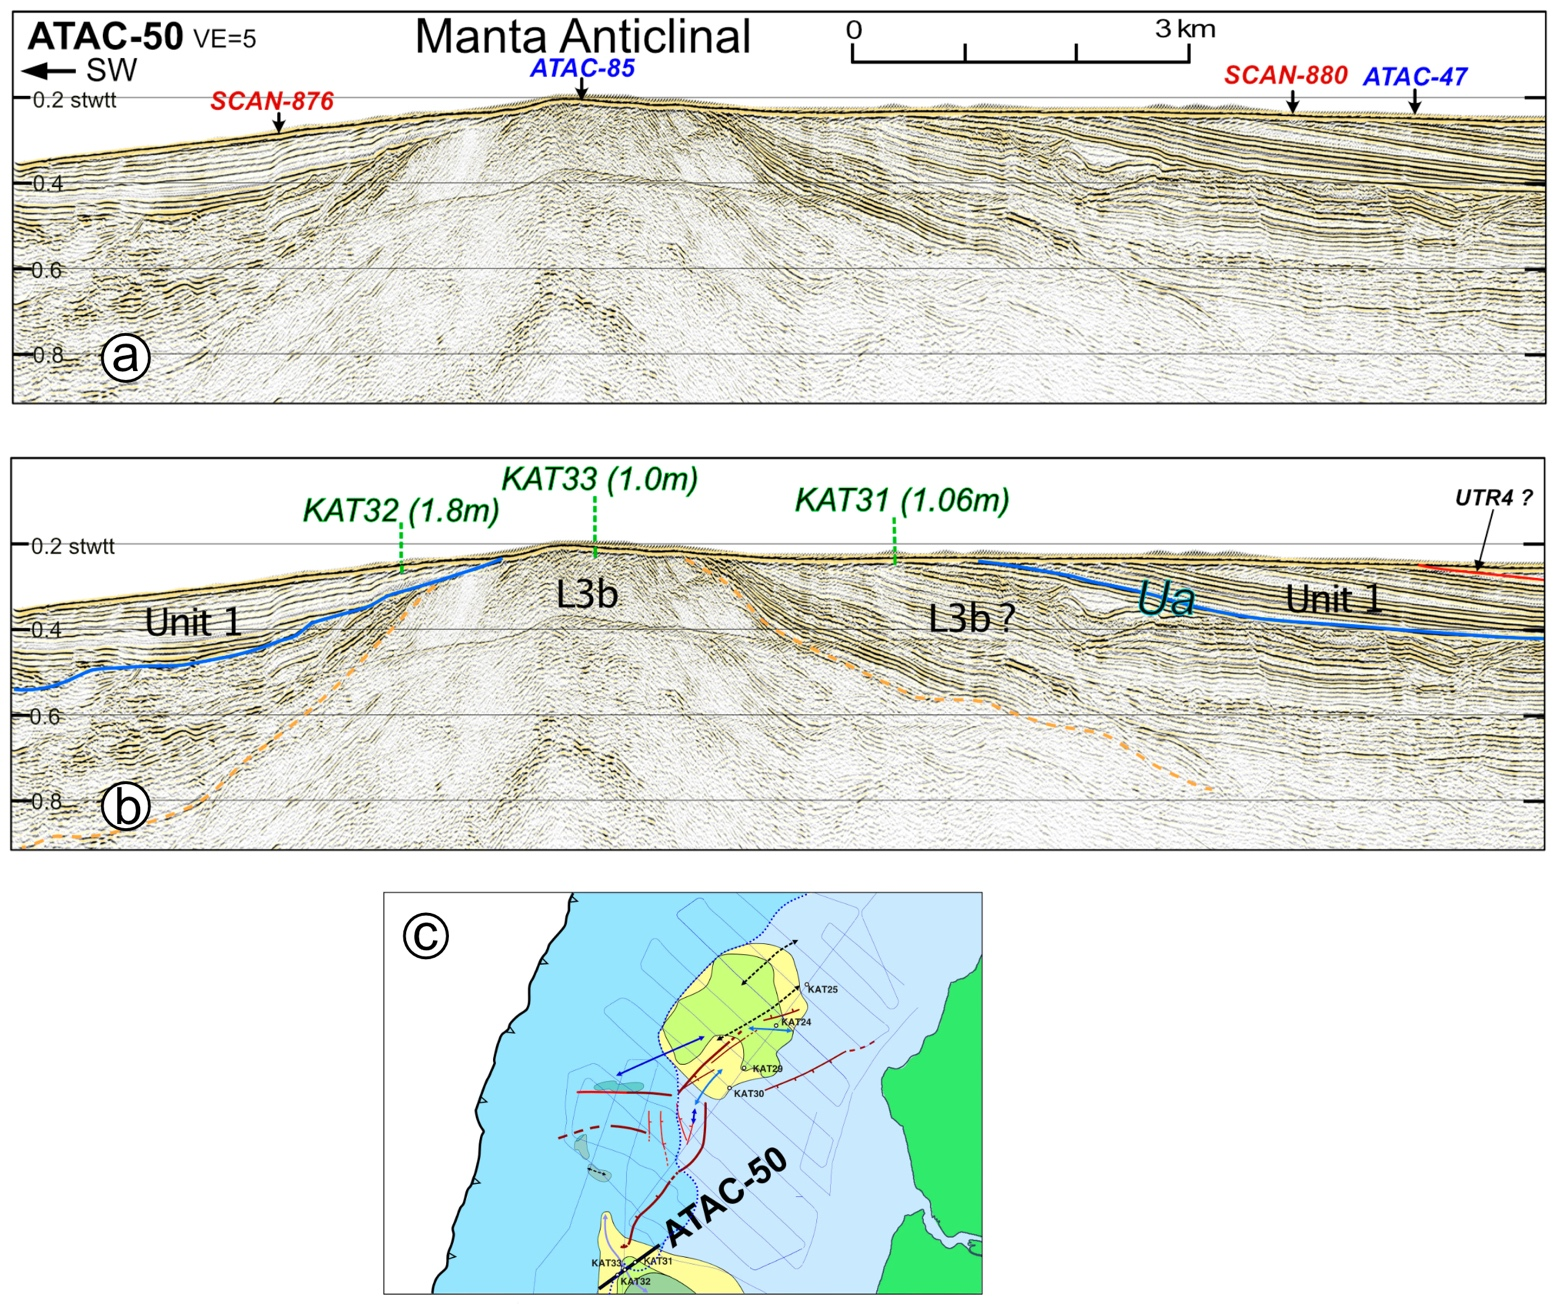 ATAC-50 VE=5
Manta Anticlinal
0 3 km
SW
ATAC-85
SCAN-880 ATAC-47
0.2 stwtt
SCAN-876
0.4
0.6
0.8
a
KAT33 (1.0m)
KAT32 (1.8m)
KAT31 (1.06m)
UTR4 ?
0.2 stwtt
L3b
Ua
Unit 1
Unit 1
L3b ?
0.4
0.6
0.8
b
c
KAT25
KAT24
KAT29
KAT30
ATAC-50
KAT33
KAT31
KAT32